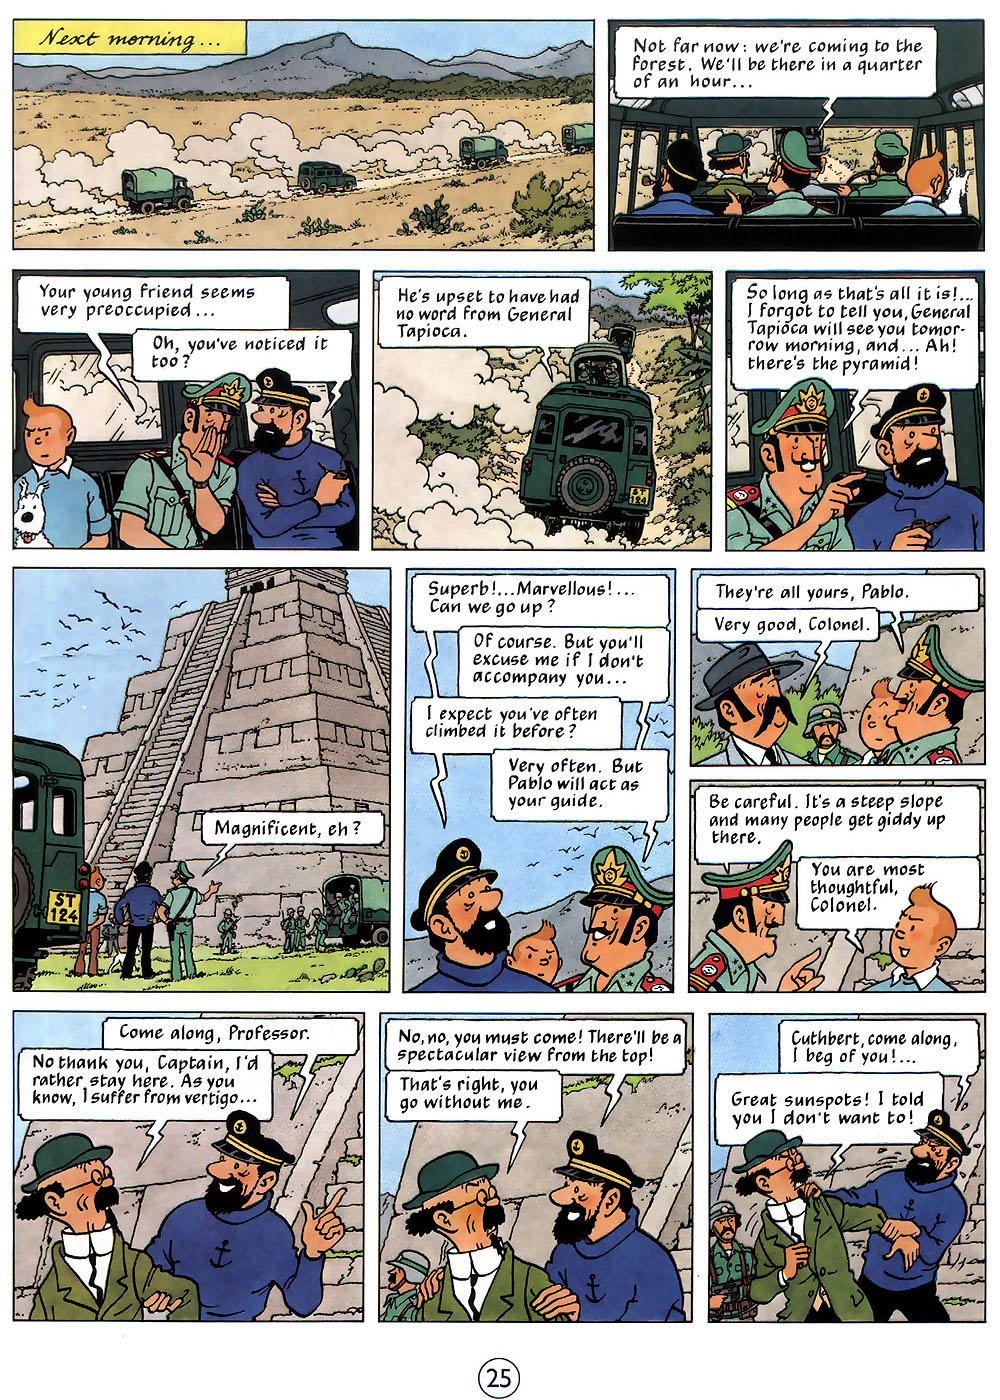 Next morning...
Not far now: we're coming to the
forest. We'll be there in a quarter
of an hour...
Your young friend seems
very preoccupied...
Oh, you've noticed it
too?
He's upset to have had
no word from General
Tapioca.
ST
124
So long as that's all it is!...
I forgot to tell you, General
Tapioca will see you tomor-
row morning, and... Ah!
there's the pyramid!
Magnificent, eh?
ST
124
Superb!...Marvellous!...
Can we go up?
Of course. But you'll
excuse me if I don't
accompany you...
I expect you've often
climbed it before?
Very often. But
Pablo will act as
your guide.
They're all yours, Pablo.
Very good, Colonel.
Be careful. It's a steep slope
and many people get giddy up
there.
You are most
thoughtful,
Colonel.
Come along, Professor.
No thank you, Captain, I'd
rather stay here. As you
know, I suffer from vertigo...
No, no, you must come! There'll be a
spectacular view from the top!
That's right, you
go without me.
Cuthbert, come along,
I beg of you!...
Great sunspots! I told
you I don't want to!
25